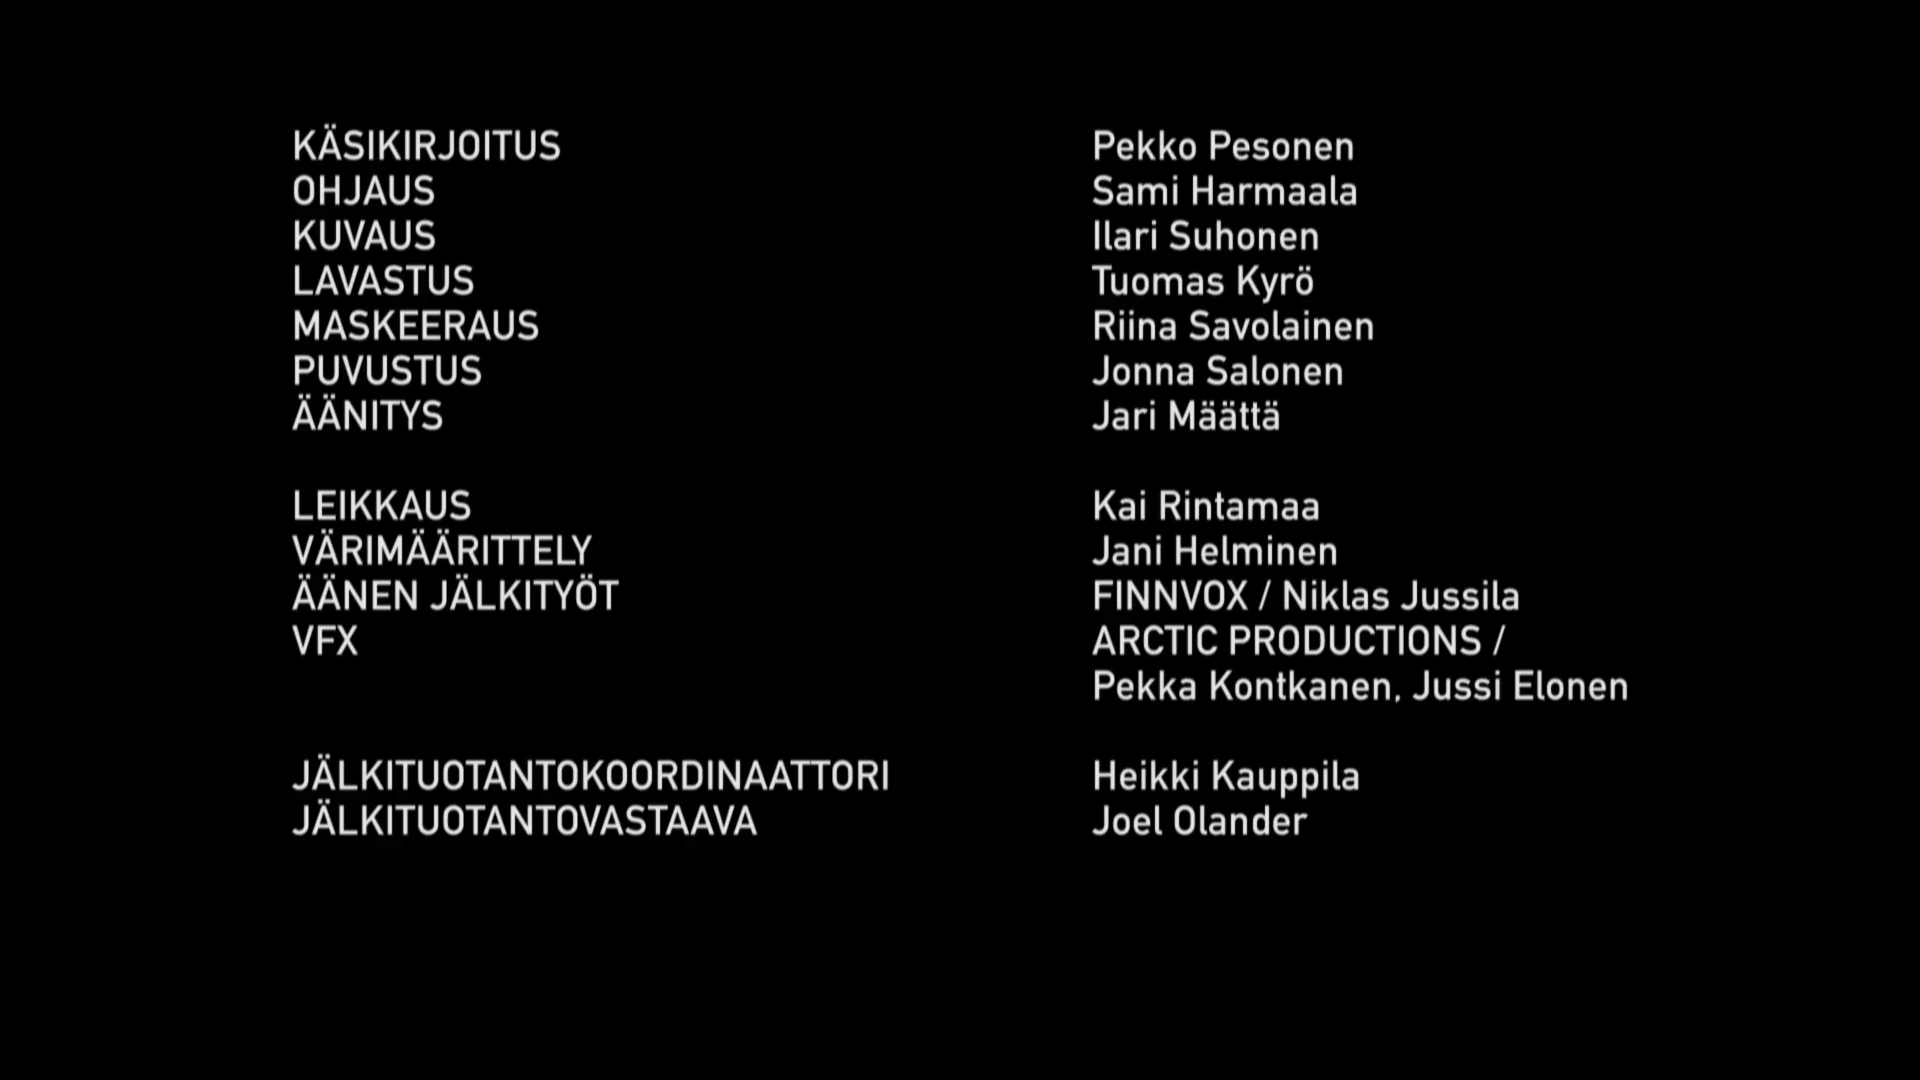 KÄSIKIRJOITUS Pekko Pesonen
OHJAUS Sami Harmaala
KUVAUS Ilari Suhonen
LAVASTUS Tuomas Kyrö
MASKEERAUS Riina Savolainen
PUVUSTUS Jonna Salonen
ÄÄNITYS Jari Määttä
LEIKKAUS Kai Rintamaa
VÄRIMÄÄRITTELY Jani Helminen
ÄÄNEN JÄLKITYÖT FINNVOX / Niklas Jussila
VFX ARCTIC PRODUCTIONS /
Pekka Kontkanen, Jussi Elonen
JÄLKITUOTANTOKOORDINAATTORI Heikki Kauppila
JÄLKITUOTANTOVASTAAVA Joel Olander